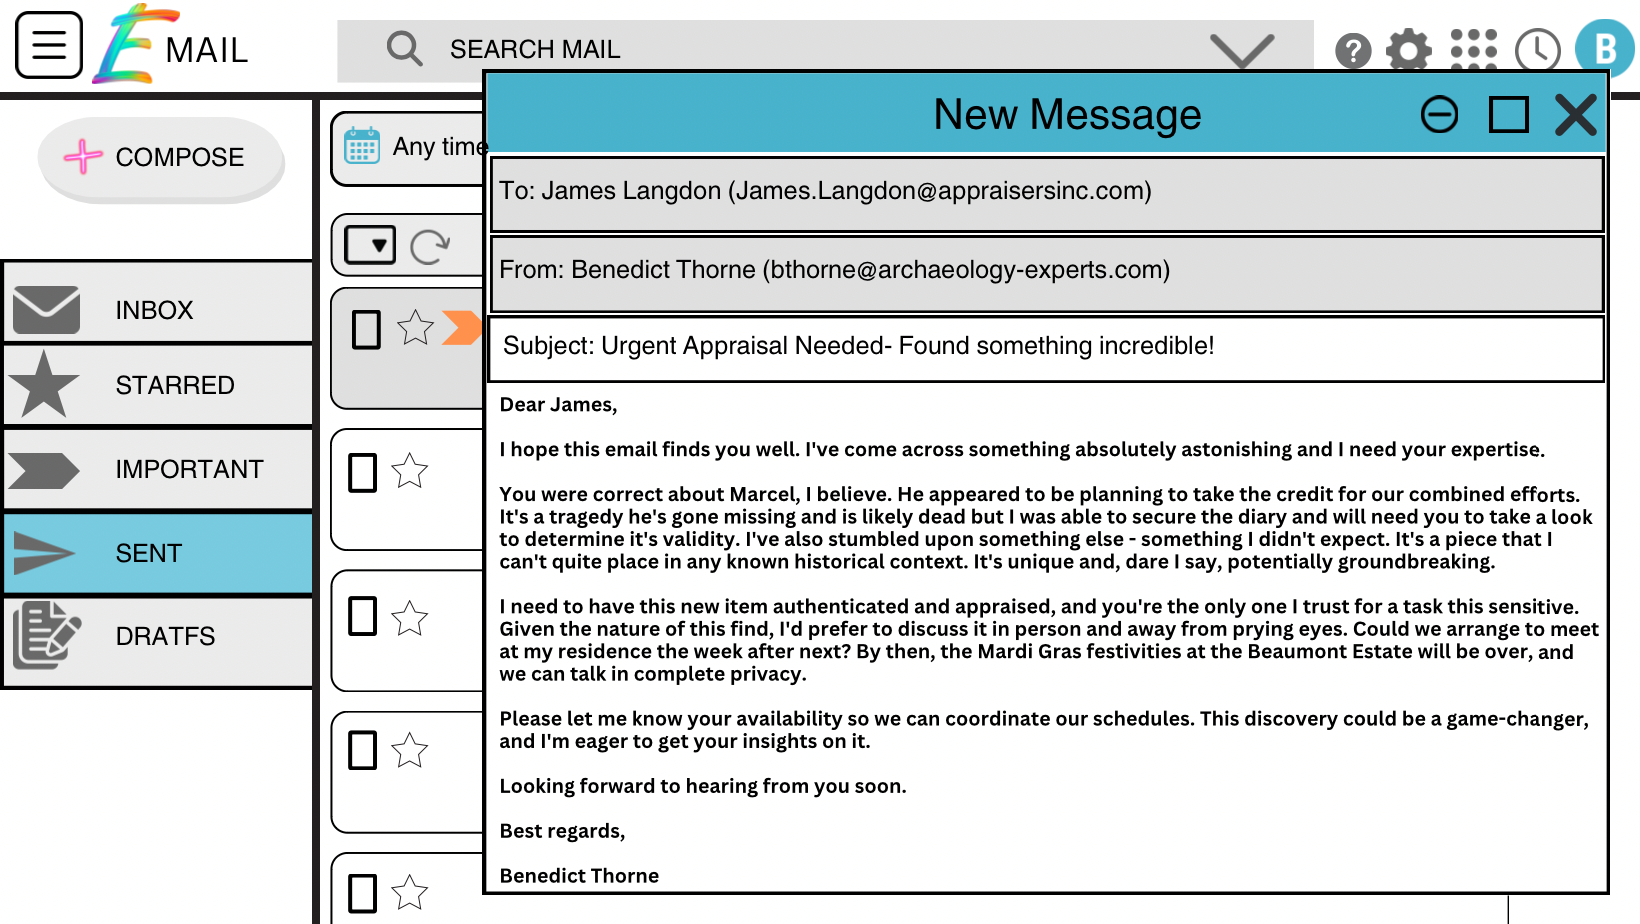 E MAIL
SEARCH MAIL
?
B
COMPOSE
INBOX
STARRED
IMPORTANT
SENT
DRATFS
Any time
New Message
To: James Langdon (James.Langdon@appraisersinc.com)
From: Benedict Thorne (bthorne@archaeology-experts.com)
Subject: Urgent Appraisal Needed- Found something incredible!
Dear James,
I hope this email finds you well. I've come across something absolutely astonishing and I need your expertise.
You were correct about Marcel, I believe. He appeared to be planning to take the credit for our combined efforts.
It's a tragedy he's gone missing and is likely dead but I was able to secure the diary and will need you to take a look
to determine it's validity. I've also stumbled upon something else - something I didn't expect. It's a piece that I
can't quite place in any known historical context. It's unique and, dare I say, potentially groundbreaking.
I need to have this new item authenticated and appraised, and you're the only one I trust for a task this sensitive.
Given the nature of this find, I'd prefer to discuss it in person and away from prying eyes. Could we arrange to meet
at my residence the week after next? By then, the Mardi Gras festivities at the Beaumont Estate will be over, and
we can talk in complete privacy.
Please let me know your availability so we can coordinate our schedules. This discovery could be a game-changer,
and I'm eager to get your insights on it.
Looking forward to hearing from you soon.
Best regards,
Benedict Thorne